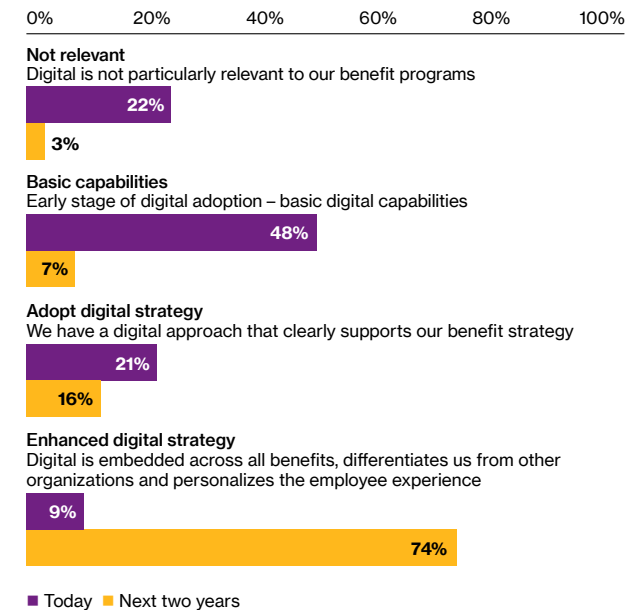 0% 20% 40% 60% 80% 100%
Not relevant
Digital is not particularly relevant to our benefit programs
22%
3%
Basic capabilities
Early stage of digital adoption – basic digital capabilities
48%
7%
Adopt digital strategy
We have a digital approach that clearly supports our benefit strategy
21%
16%
Enhanced digital strategy
Digital is embedded across all benefits, differentiates us from other
organizations and personalizes the employee experience
9%
74%
Today Next two years